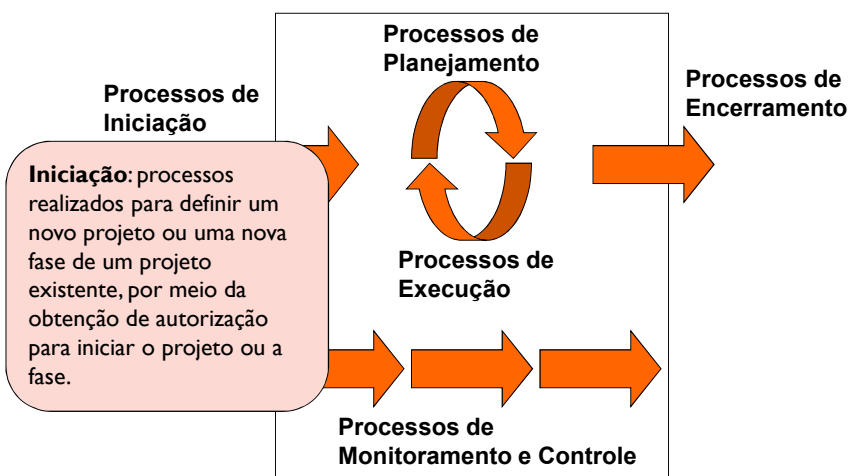 Processos de
Planejamento
Processos de
Iniciação
Processos de
Encerramento
Iniciação: processos
realizados para definir um
novo projeto ou uma nova
fase de um projeto
existente, por meio da
obtenção de autorização
para iniciar o projeto ou a
fase.
Processos de
Execução
Processos de
Monitoramento e Controle